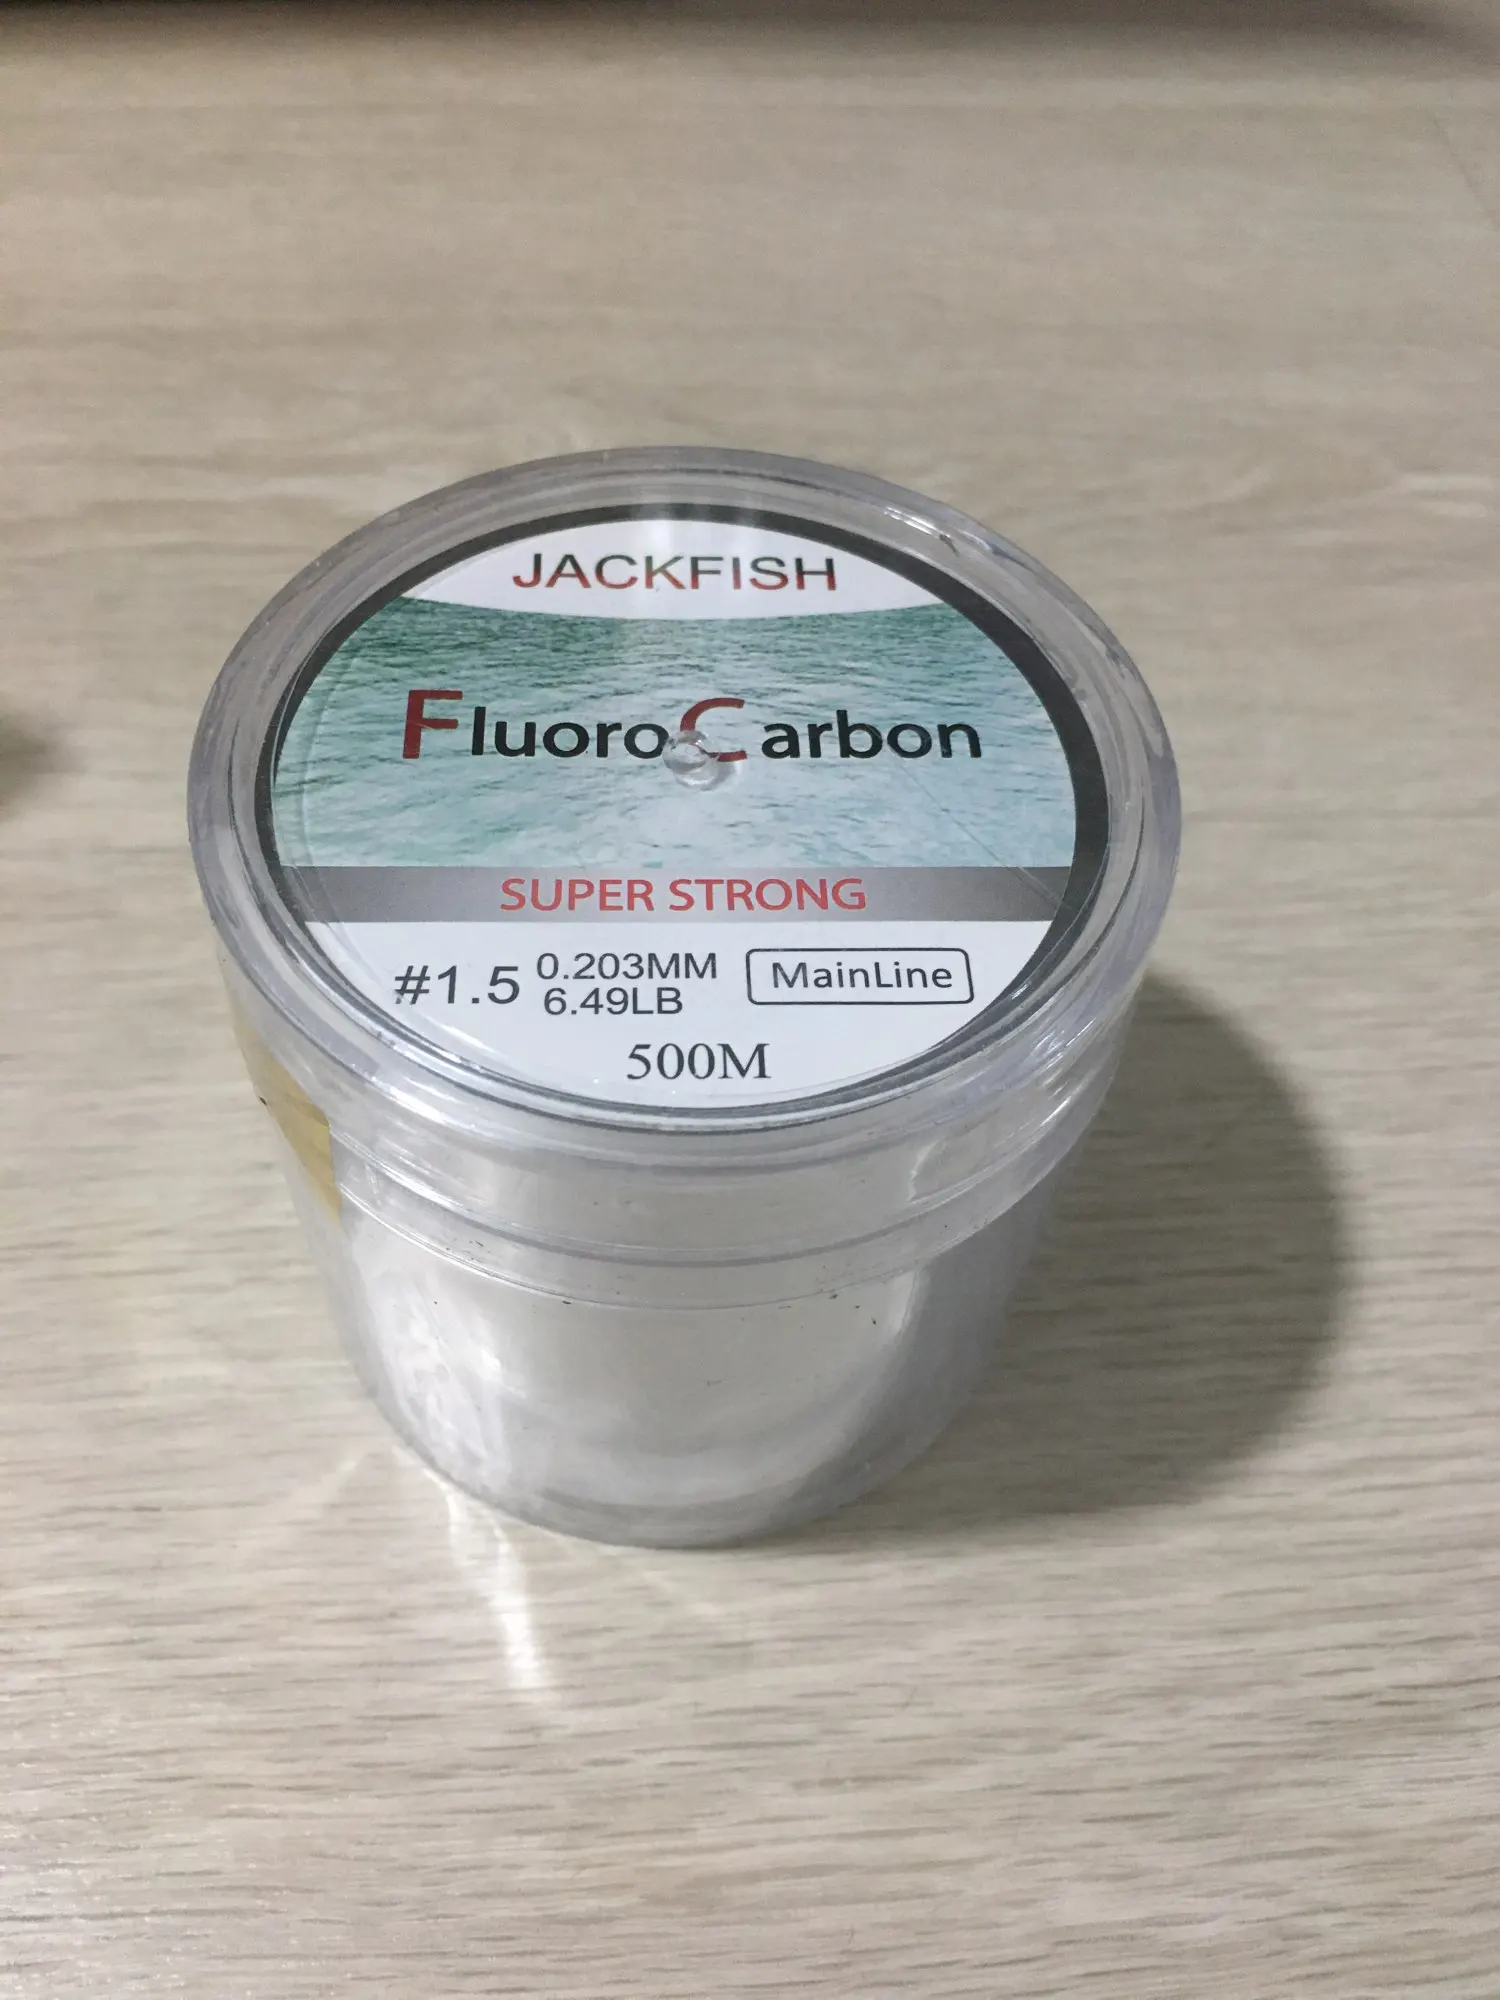 JACKFISH
FluoroCarbon
SUPER STRONG
#1.5 0.203MM
6.49LB
MainLine
500M